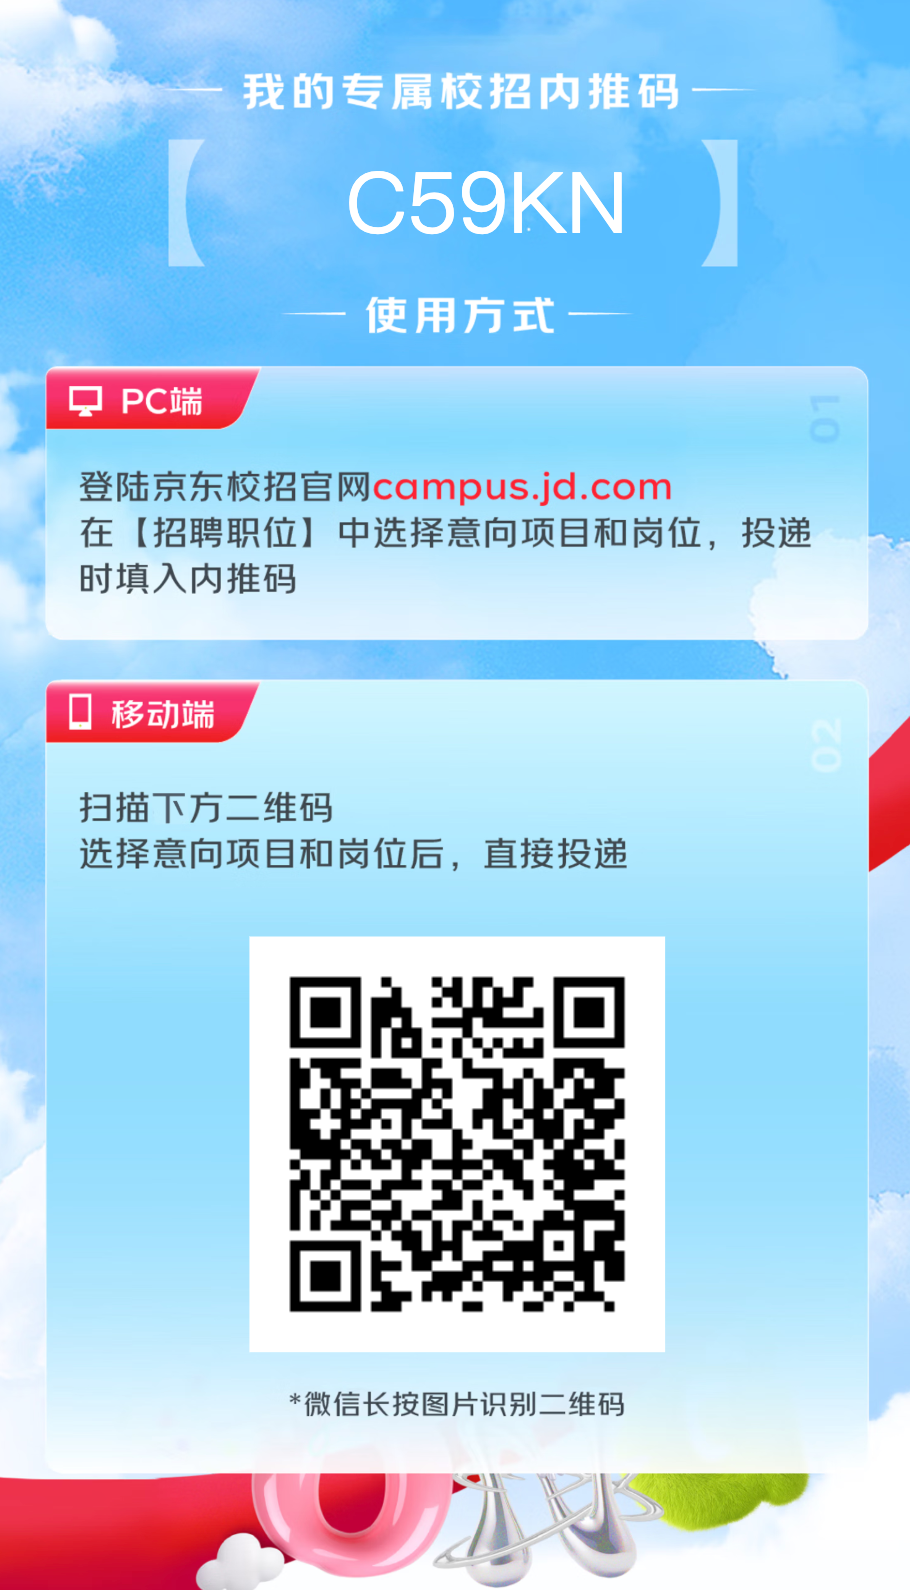 我的专属校招内推码
【C59KN】
使用方式
PC端
01
登陆京东校招官网campus.jd.com
在【招聘职位】中选择意向项目和岗位，投递
时填入内推码
移动端
02
扫描下方二维码
选择意向项目和岗位后，直接投递
*微信长按图片识别二维码